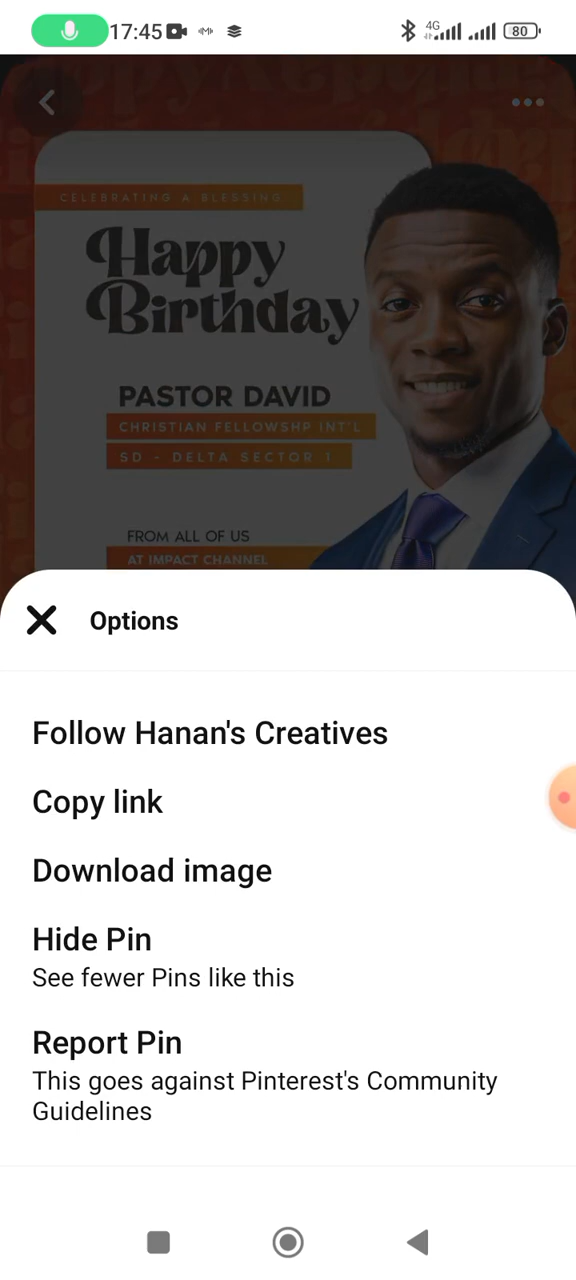 17:45
4G
80
CELEBRATING A BLESSING
Happy
Birthday
PASTOR DAVID
CHRISTIAN FELLOWSHP INT'L
SD - DELTA SECTOR 1
FROM ALL OF US
AT IMPACT CHANNEL
Options
Follow Hanan's Creatives
Copy link
Download image
Hide Pin
See fewer Pins like this
Report Pin
This goes against Pinterest's Community
Guidelines